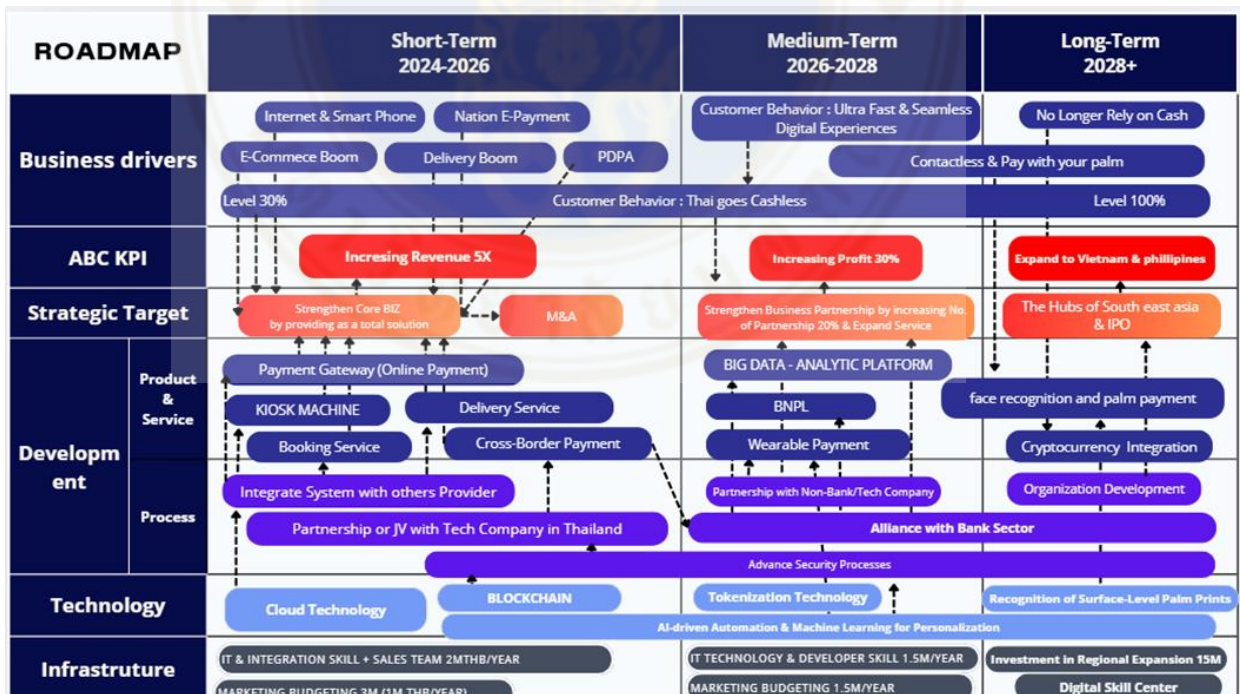 ROADMAP
Short-Term
2024-2026
Medium-Term
2026-2028
Long-Term
2028+
Business drivers
Internet & Smart Phone
Nation E-Payment
Customer Behavior : Ultra Fast & Seamless
Digital Experiences
No Longer Rely on Cash
E-Commece Boom
Delivery Boom
PDPA
Contactless & Pay with your palm
Level 30%
Customer Behavior : Thai goes Cashless
Level 100%
ABC KPI
Incresing Revenue 5X
Increasing Profit 30%
Expand to Vietnam & phillipines
Strategic Target
Strengthen Core BIZ
by providing as a total solution
M&A
Strengthen Business Partnership by increasing No.
of Partnership 20% & Expand Service
The Hubs of South east asia
& IPO
Developm
ent
Product
&
Service
Payment Gateway (Online Payment)
BIG DATA - ANALYTIC PLATFORM
KIOSK MACHINE
Delivery Service
BNPL
face recognition and palm payment
Booking Service
Cross-Border Payment
Wearable Payment
Cryptocurrency Integration
Process
Integrate System with others Provider
Partnership with Non-Bank/Tech Company
Organization Development
Partnership or JV with Tech Company in Thailand
Alliance with Bank Sector
Advance Security Processes
Technology
Cloud Technology
BLOCKCHAIN
Tokenization Technology
Recognition of Surface-Level Palm Prints
AI-driven Automation & Machine Learning for Personalization
Infrastruture
IT & INTEGRATION SKILL + SALES TEAM 2MTHB/YEAR
IT TECHNOLOGY & DEVELOPER SKILL 1.5M/YEAR
Investment in Regional Expansion 15M
MARKETING BUDGETING 3M (1M THB/YEAR)
MARKETING BUDGETING 1.5M/YEAR
Digital Skill Center